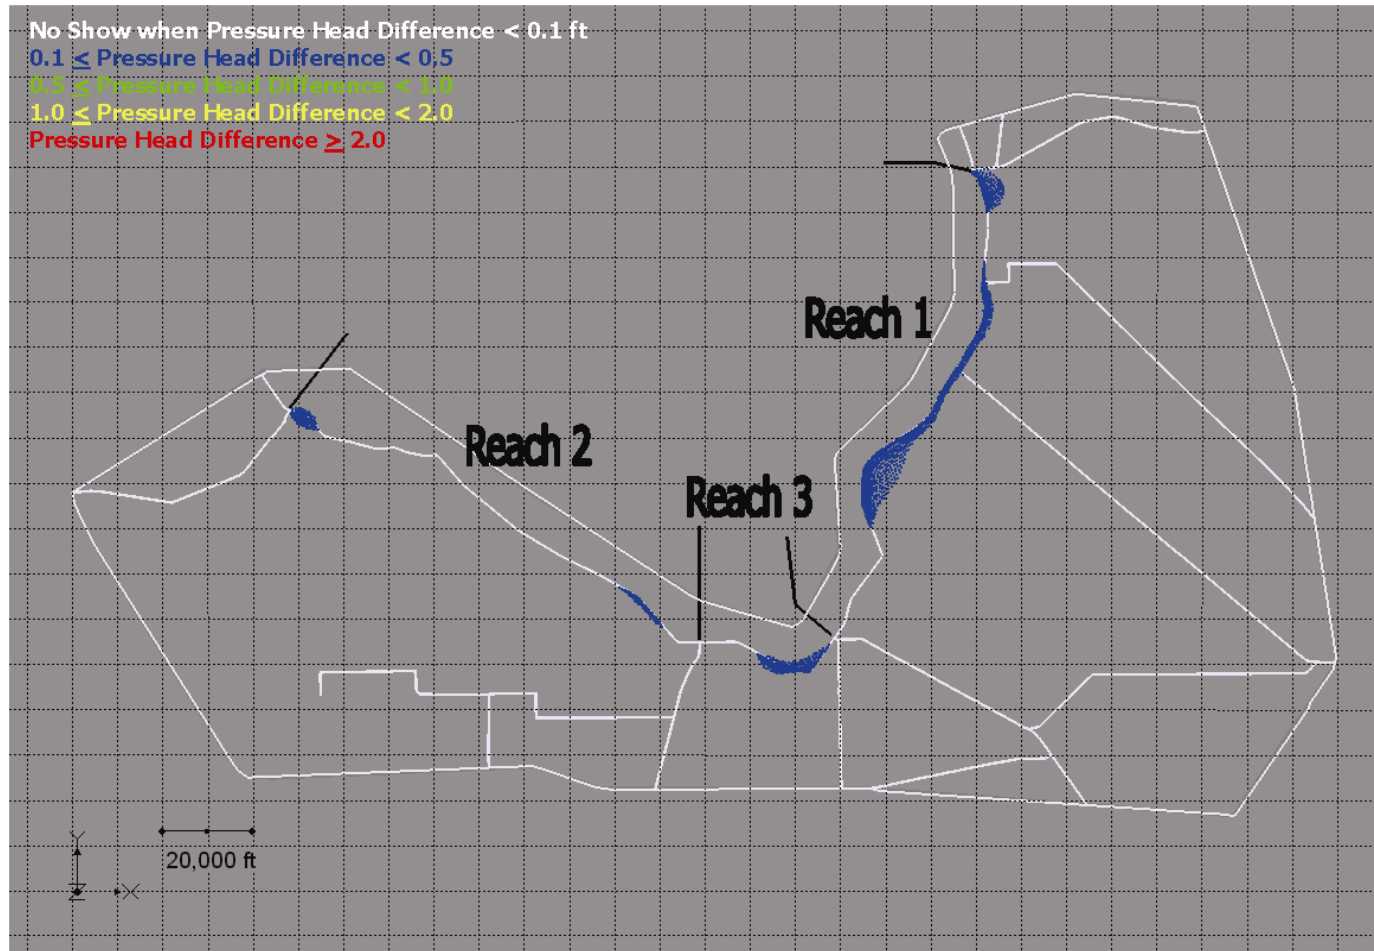 No Show when Pressure Head Difference < 0.1 ft
0.1 ≤ Pressure Head Difference < 0.5
0.5 ≤ Pressure Head Difference < 1.0
1.0 ≤ Pressure Head Difference < 2.0
Pressure Head Difference ≥ 2.0
Reach 1
Reach 2
Reach 3
Y
20,000 ft
Z
X